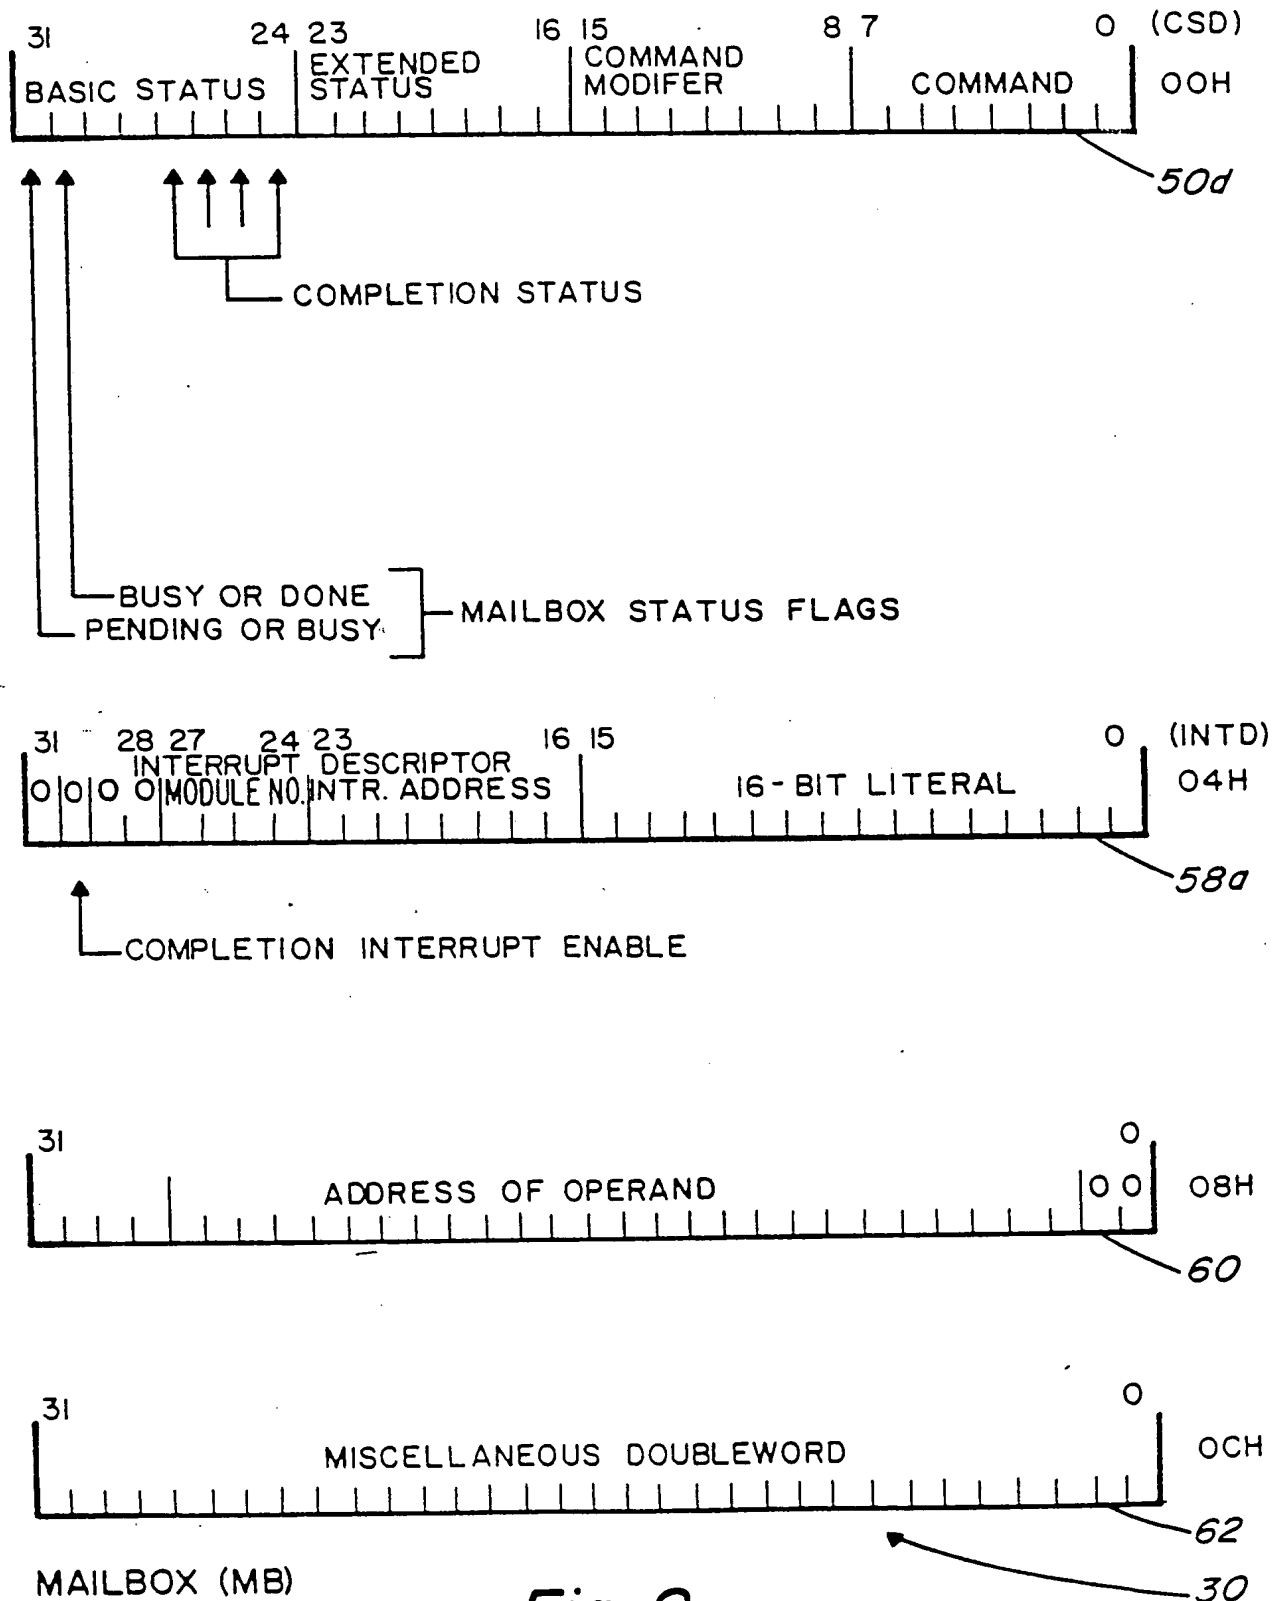 31 24 23 16 15 8 7 0 (CSD)
BASIC STATUS EXTENDED STATUS COMMAND MODIFER COMMAND 00H
50d
COMPLETION STATUS
BUSY OR DONE
PENDING OR BUSY
MAILBOX STATUS FLAGS
31 28 27 24 23 16 15 0 (INTD)
INTERRUPT DESCRIPTOR
0 0 0 0 MODULE NO. INTR. ADDRESS 16-BIT LITERAL 04H
58a
COMPLETION INTERRUPT ENABLE
31 0
ADDRESS OF OPERAND 0 0 08H
60
31 0
MISCELLANEOUS DOUBLEWORD 0CH
62
MAILBOX (MB)
30